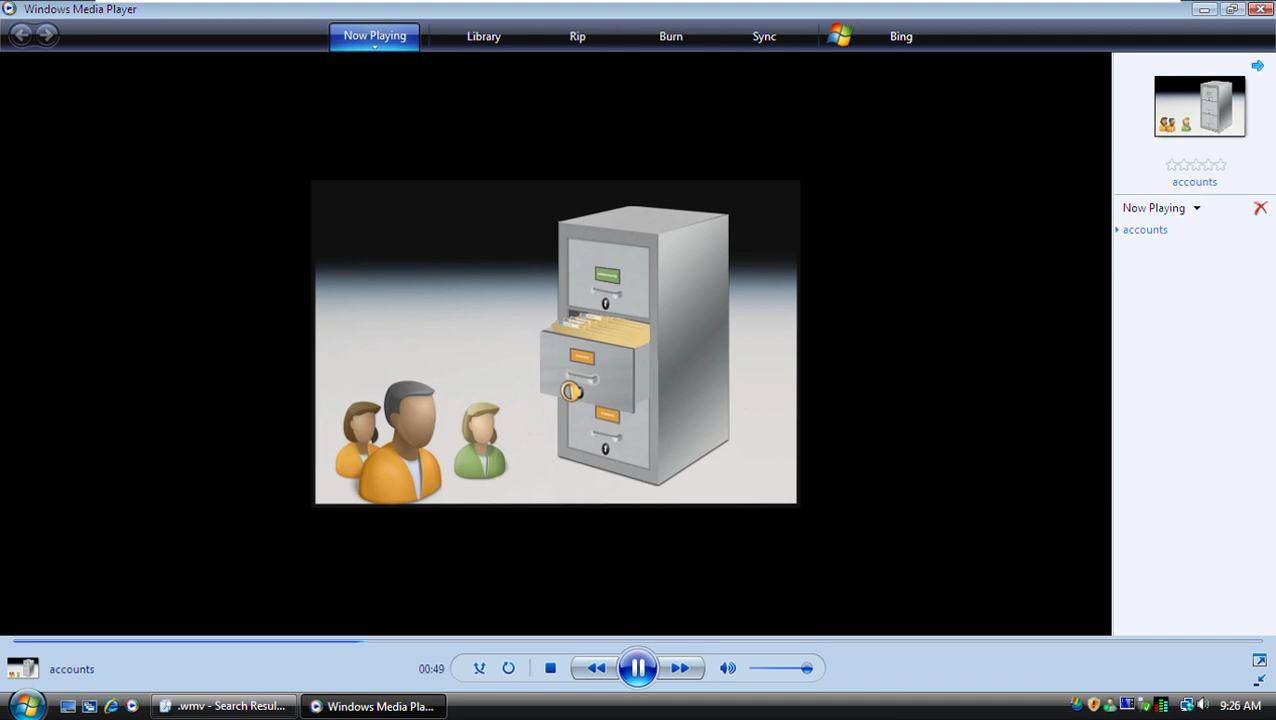 Windows Media Player
Now Playing
Library
Rip
Burn
Sync
Bing
accounts
Now Playing
accounts
accounts
00:49
.wmv - Search Resul...
Windows Media Pla...
9:26 AM